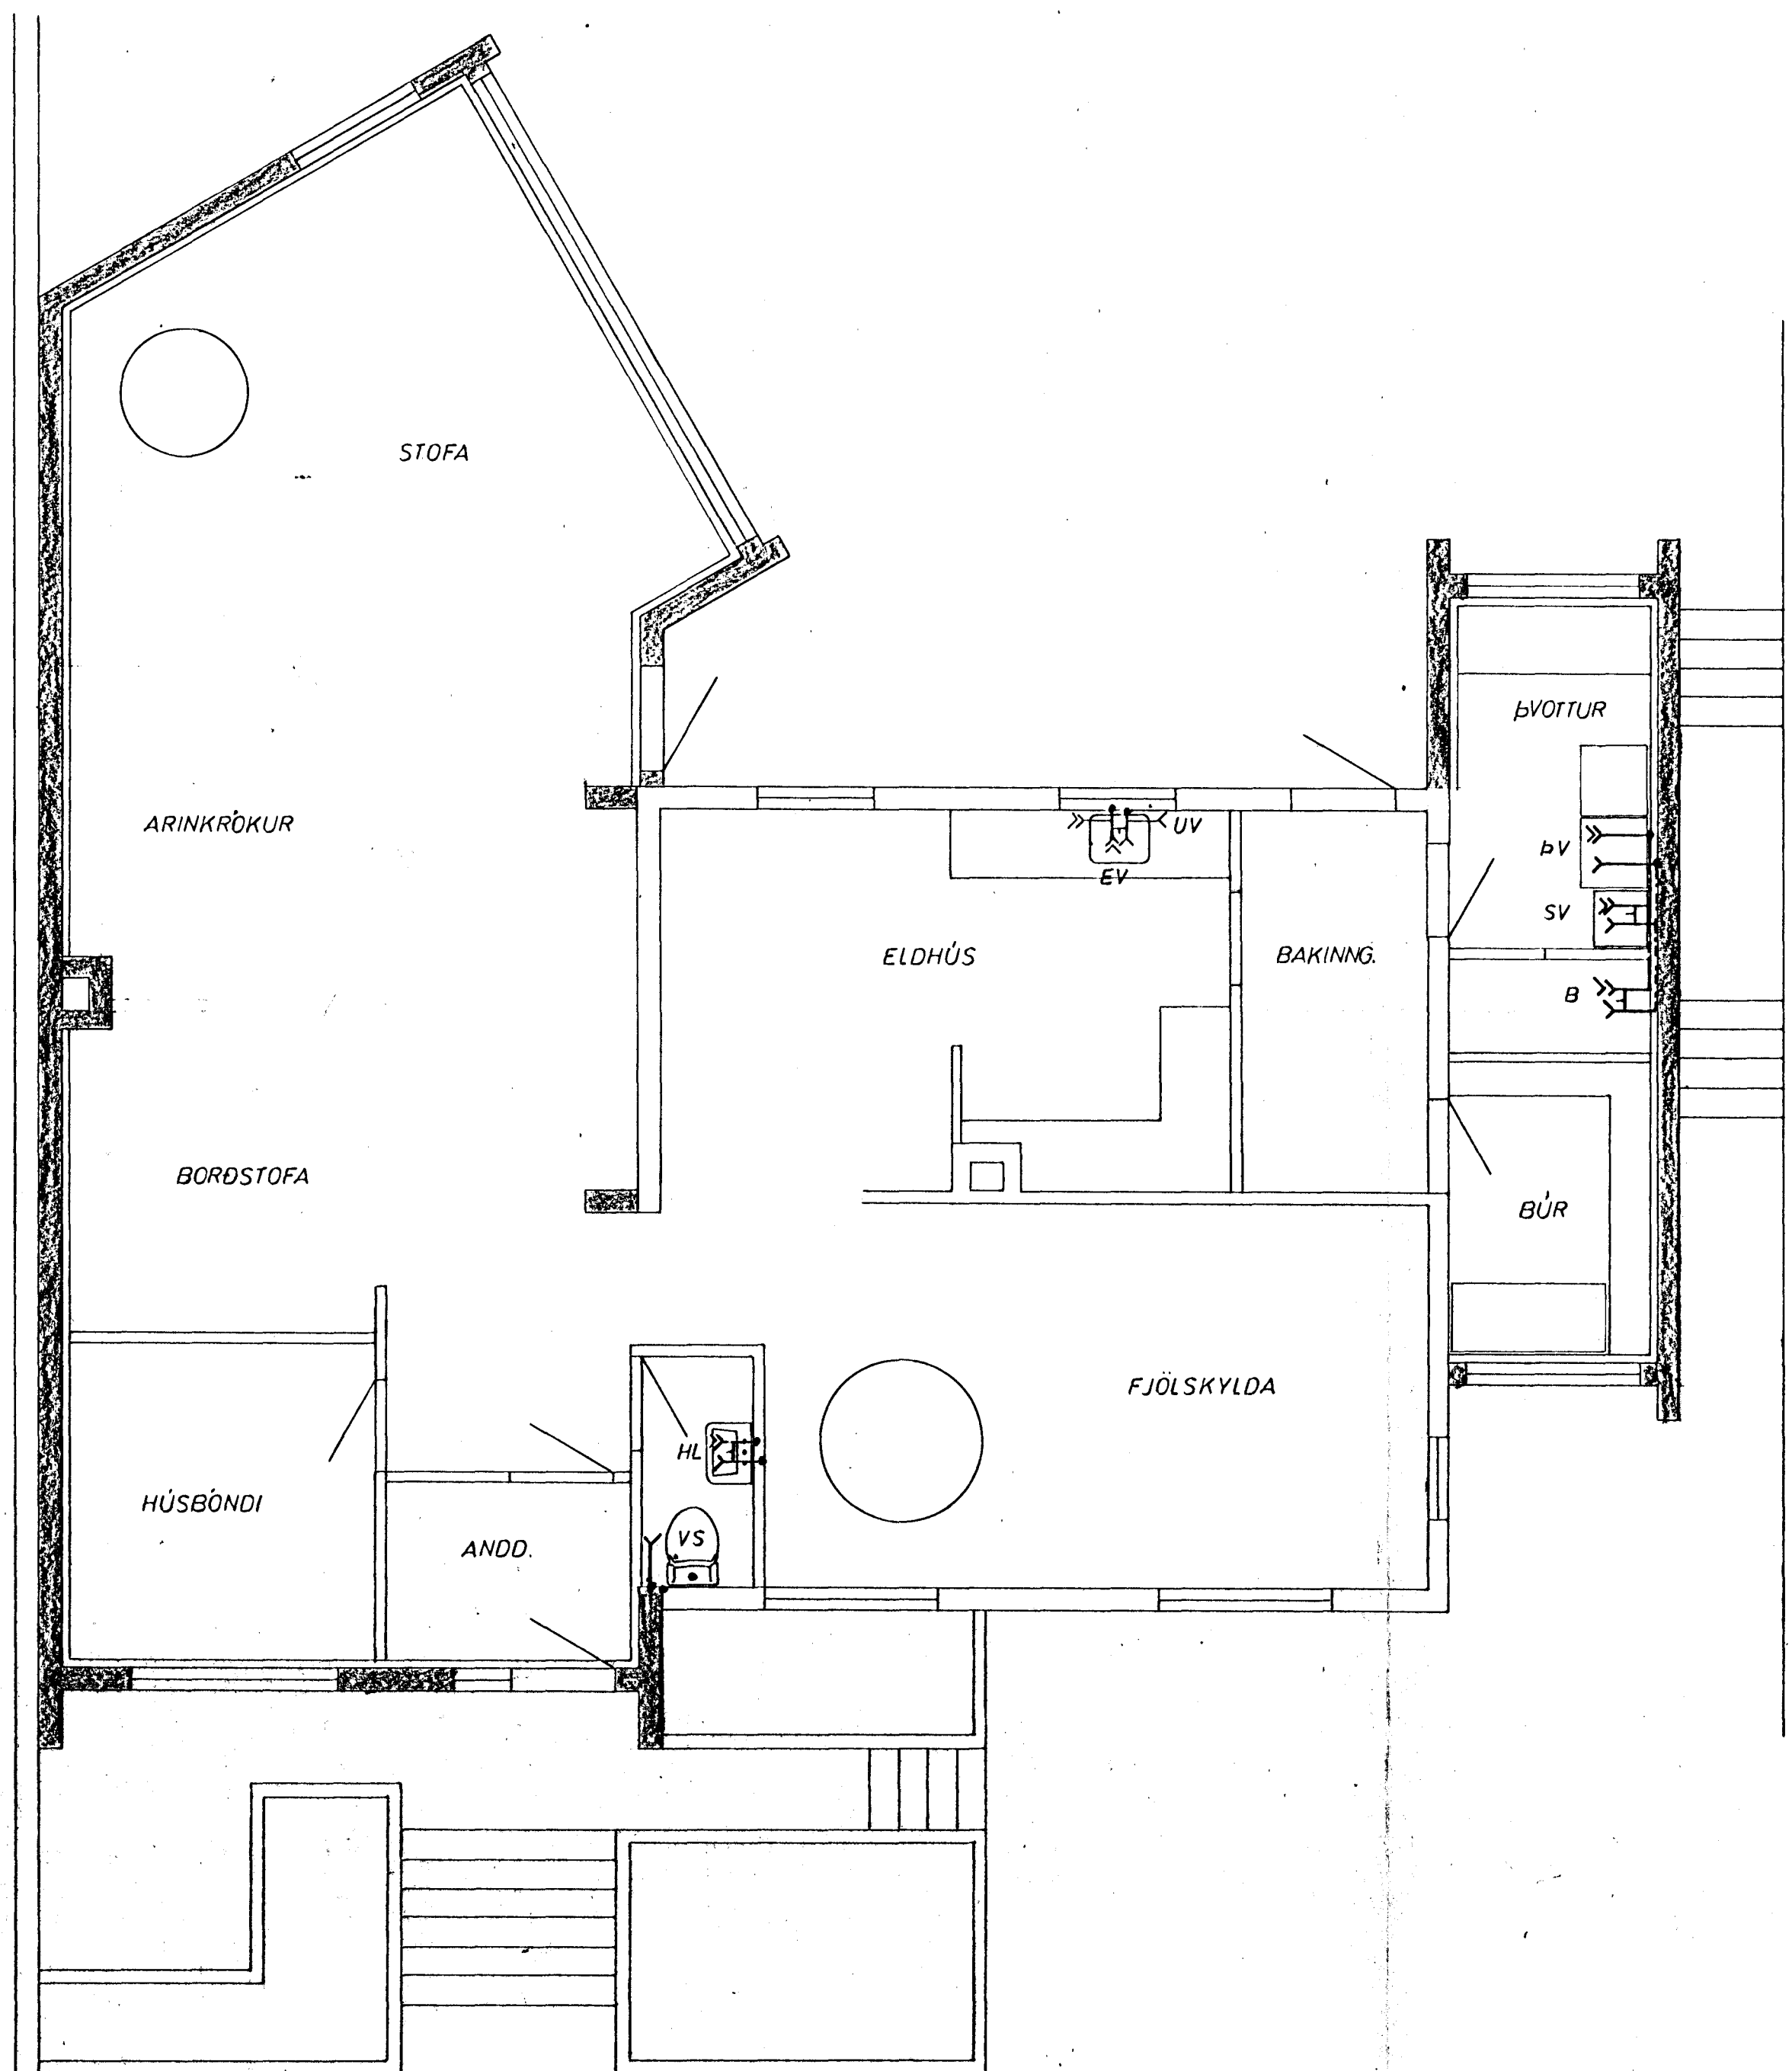 STOFA
ÞVOTTUR
ARINKRÓKUR
UV
ÞV
EV
SV
ELDHÚS
BAKINNG.
B
BORÐSTOFA
BÚR
FJÖLSKYLDA
HL
HÚSBÓNDI
VS
ANDD.